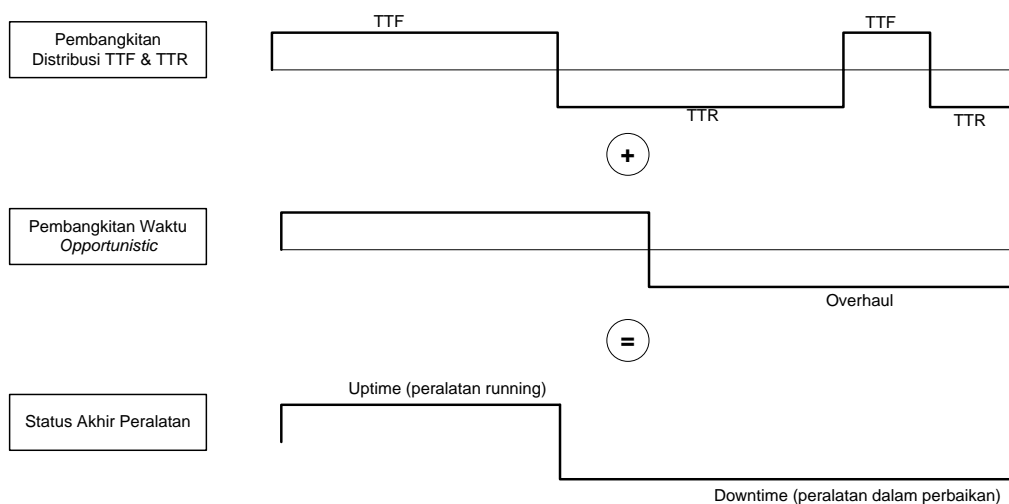 TTF
TTF
Pembangkitan
Distribusi TTF & TTR
TTR
TTR
+
Pembangkitan Waktu
Opportunistic
Overhaul
=
Uptime (peralatan running)
Status Akhir Peralatan
Downtime (peralatan dalam perbaikan)